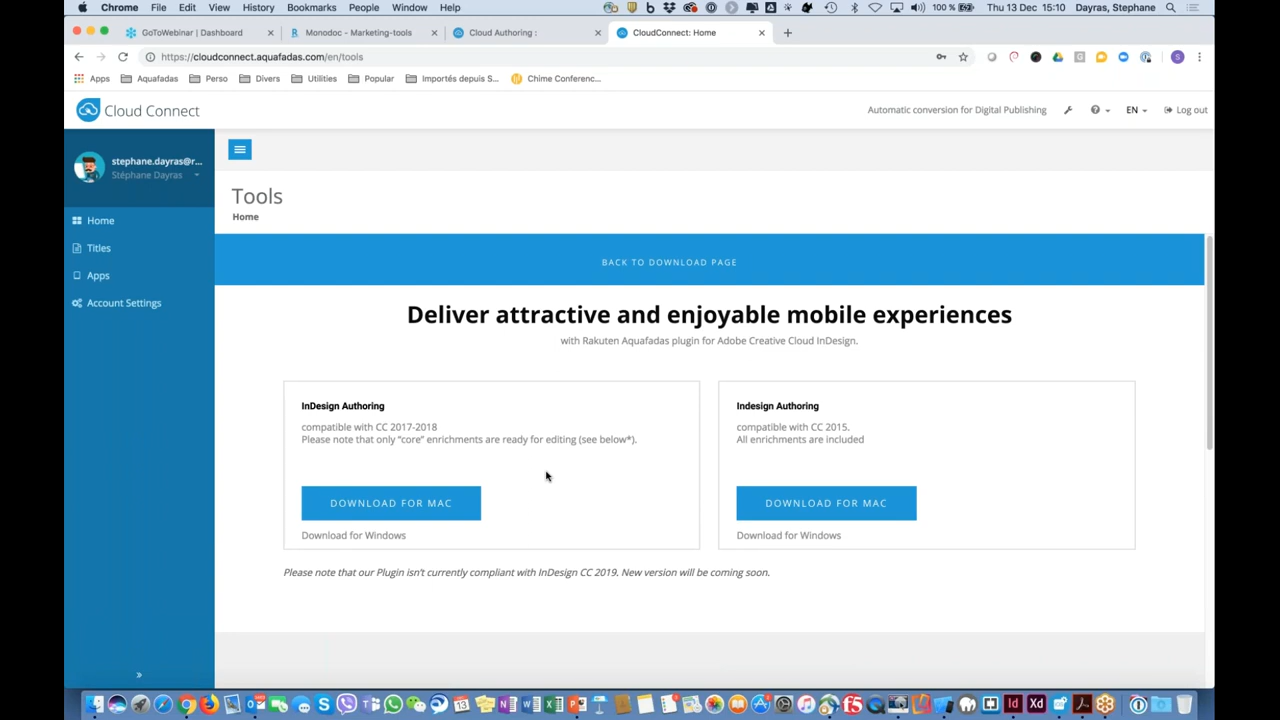 Chrome File Edit View History Bookmarks People Window Help 100 % Thu 13 Dec 15:10 Dayras, Stephane
GoToWebinar | Dashboard Monodoc - Marketing-tools Cloud Authoring : CloudConnect: Home
https://cloudconnect.aquafadas.com/en/tools
Apps Aquafadas Perso Divers Utilities Popular Importés depuis S... Chime Conferenc...
Cloud Connect Automatic conversion for Digital Publishing EN Log out
stephane.dayras@r...
Stéphane Dayras
Home
Titles
Apps
Account Settings
»
Tools
Home
BACK TO DOWNLOAD PAGE
Deliver attractive and enjoyable mobile experiences
with Rakuten Aquafadas plugin for Adobe Creative Cloud InDesign.
InDesign Authoring
compatible with CC 2017-2018
Please note that only “core” enrichments are ready for editing (see below*).
DOWNLOAD FOR MAC
Download for Windows
Indesign Authoring
compatible with CC 2015.
All enrichments are included
DOWNLOAD FOR MAC
Download for Windows
Please note that our Plugin isn't currently compliant with InDesign CC 2019. New version will be coming soon.